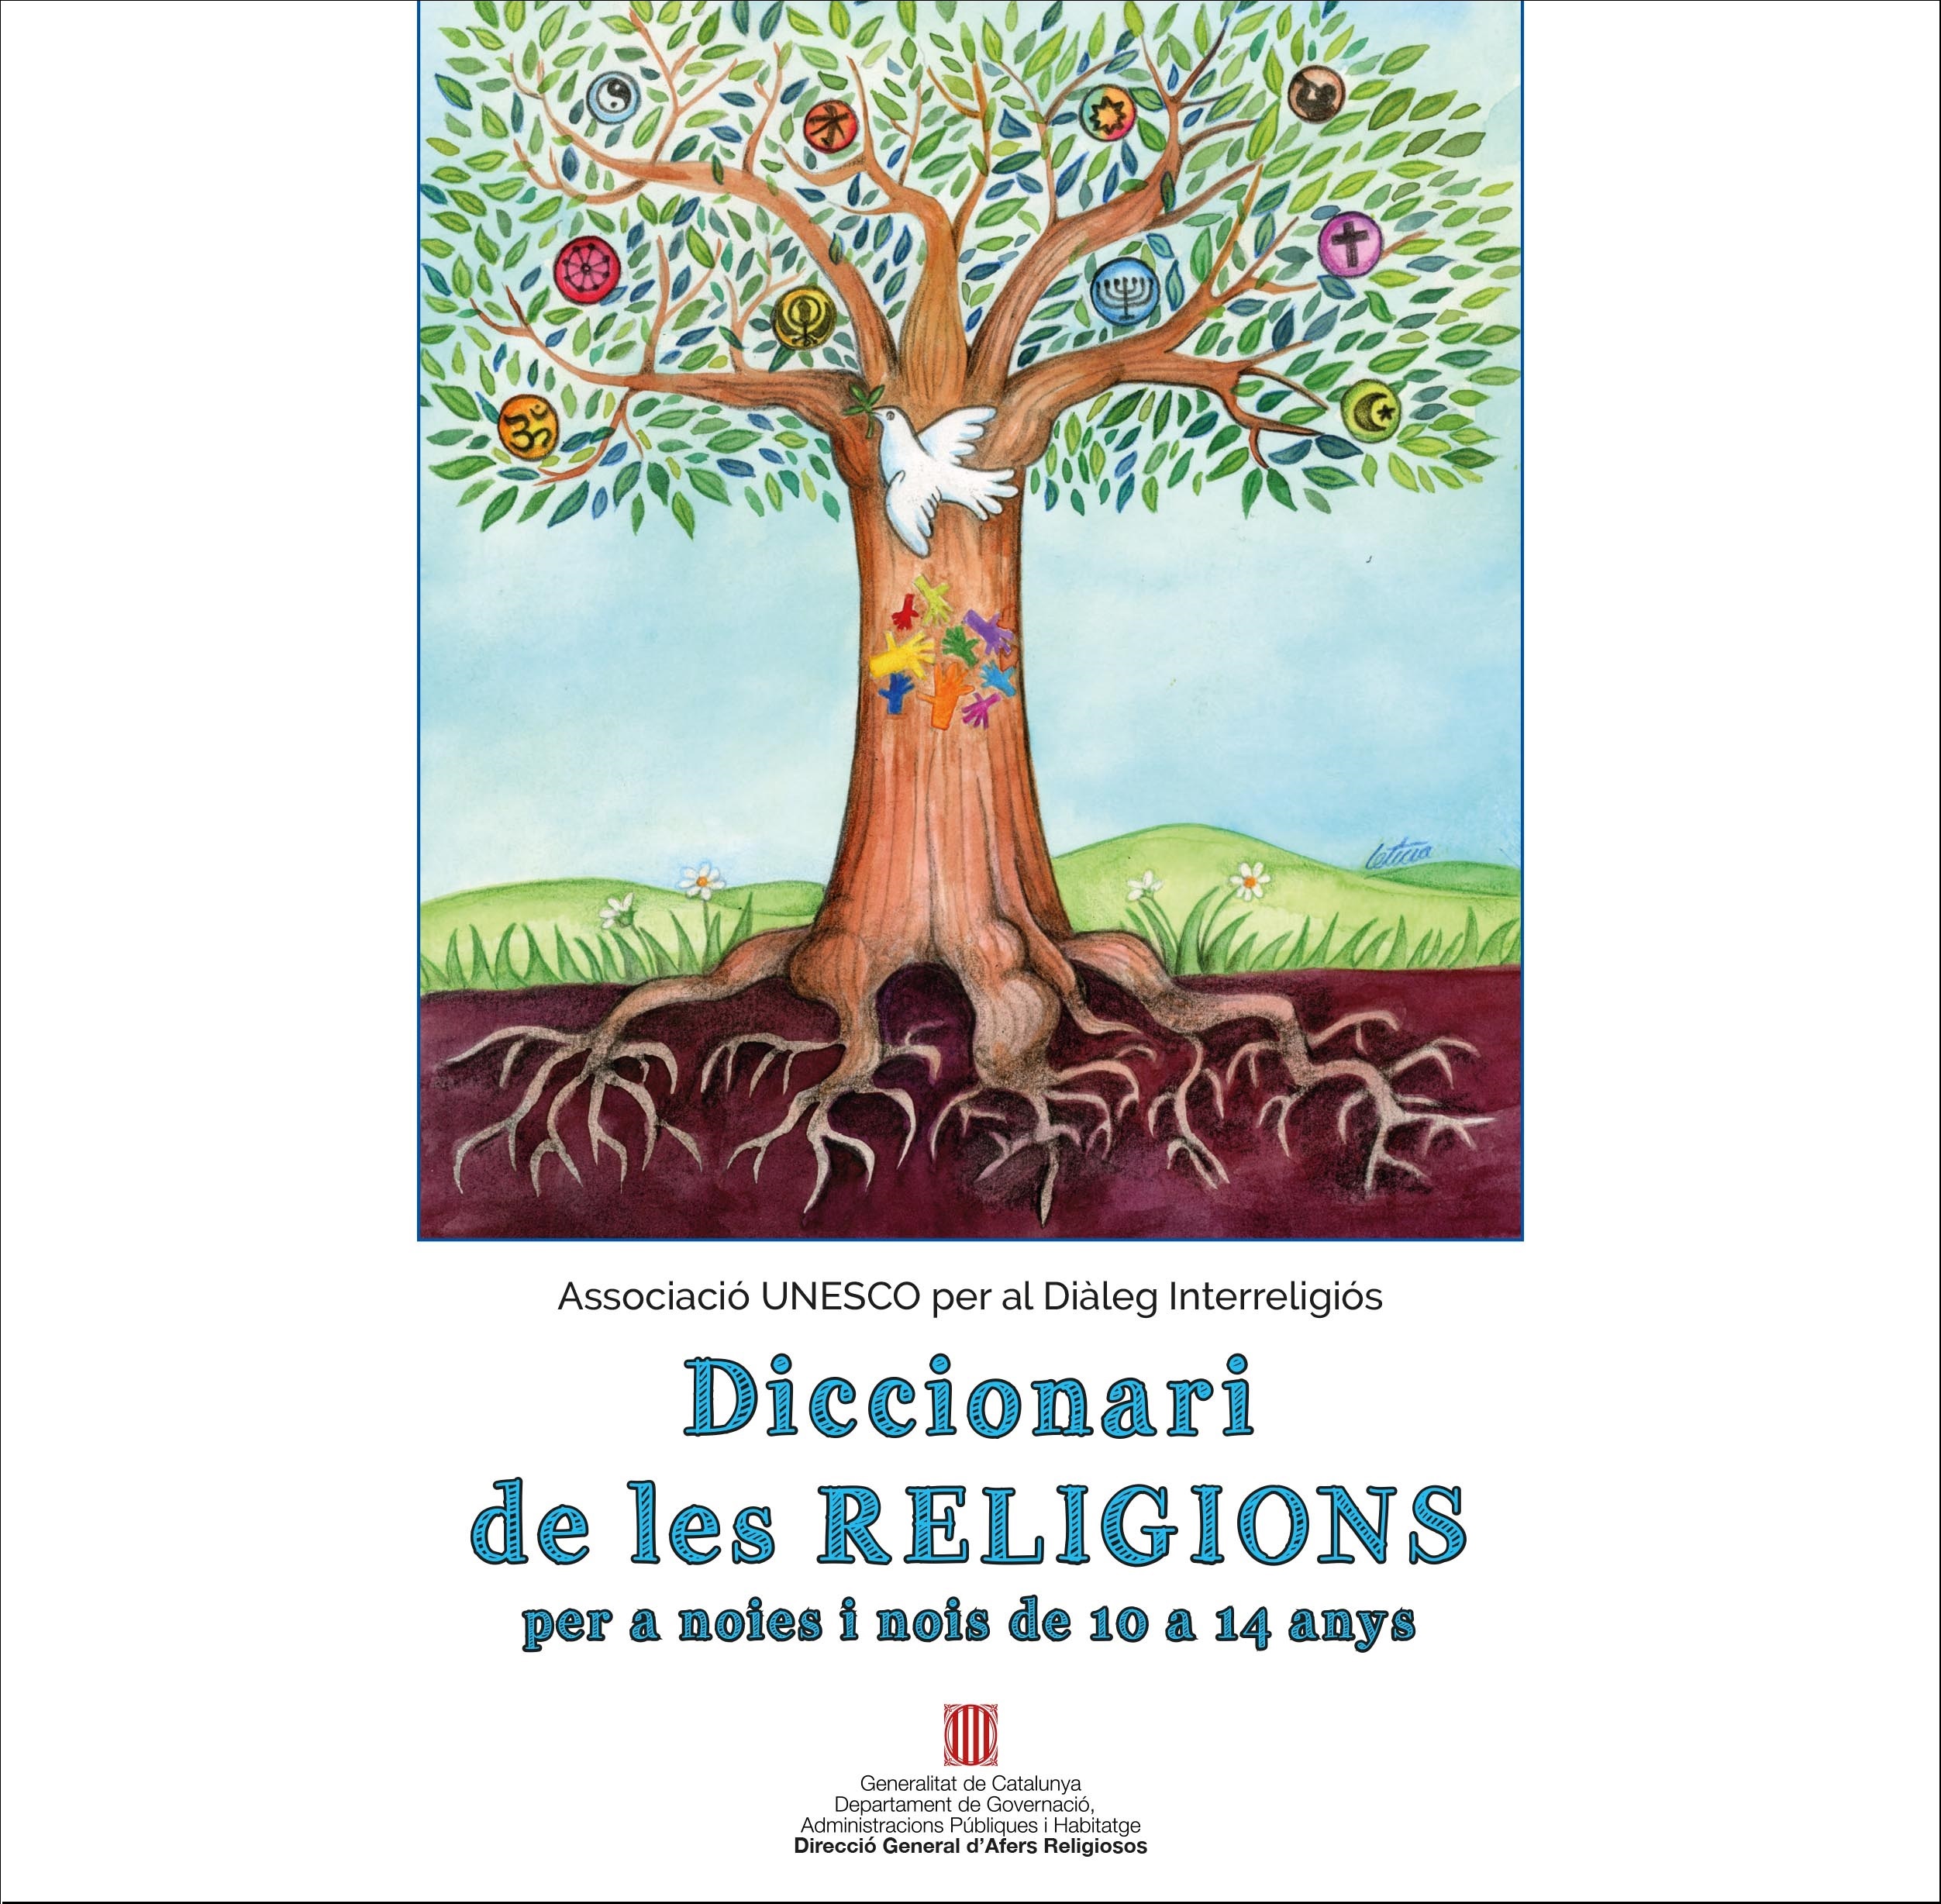 leticia
Associació UNESCO per al Diàleg Interreligiós
Diccionari
de les RELIGIONS
per a noies i nois de 10 a 14 anys
Generalitat de Catalunya
Departament de Governació,
Administracions Públiques i Habitatge
Direcció General d'Afers Religiosos